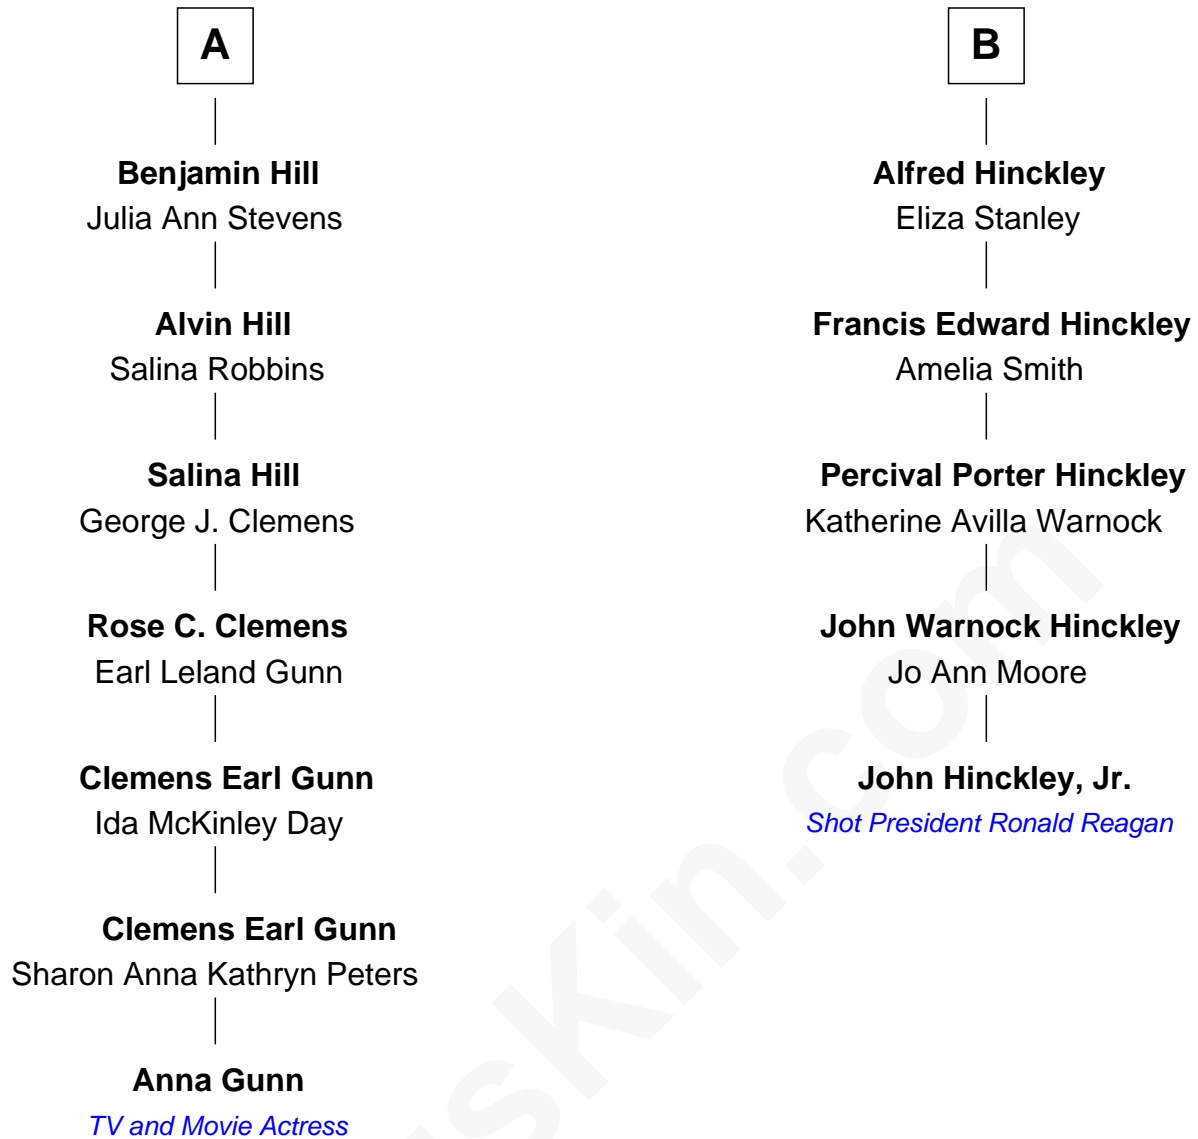 A
Benjamin Hill
Julia Ann Stevens
Alvin Hill
Salina Robbins
Salina Hill
George J. Clemens
Rose C. Clemens
Earl Leland Gunn
Clemens Earl Gunn
Ida McKinley Day
Clemens Earl Gunn
Sharon Anna Kathryn Peters
Anna Gunn
TV and Movie Actress
B
Alfred Hinckley
Eliza Stanley
Francis Edward Hinckley
Amelia Smith
Percival Porter Hinckley
Katherine Avilla Warnock
John Warnock Hinckley
Jo Ann Moore
John Hinckley, Jr.
Shot President Ronald Reagan